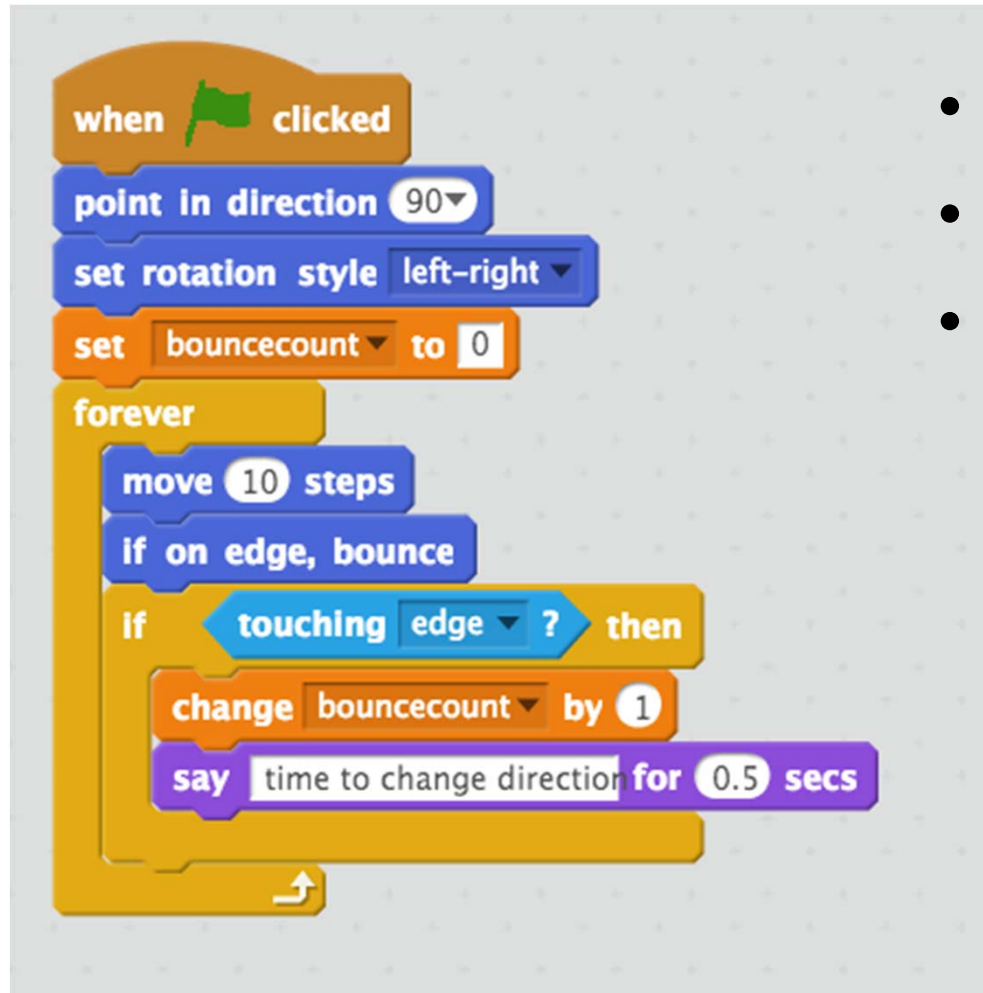 when clicked
point in direction 90
set rotation style left-right
set bouncecount to 0
forever
move 10 steps
if on edge, bounce
if touching edge ? then
change bouncecount by 1
say time to change direction for 0.5 secs